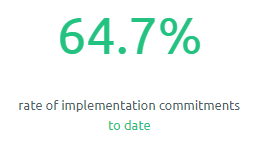 64.7%
rate of implementation commitments
to date